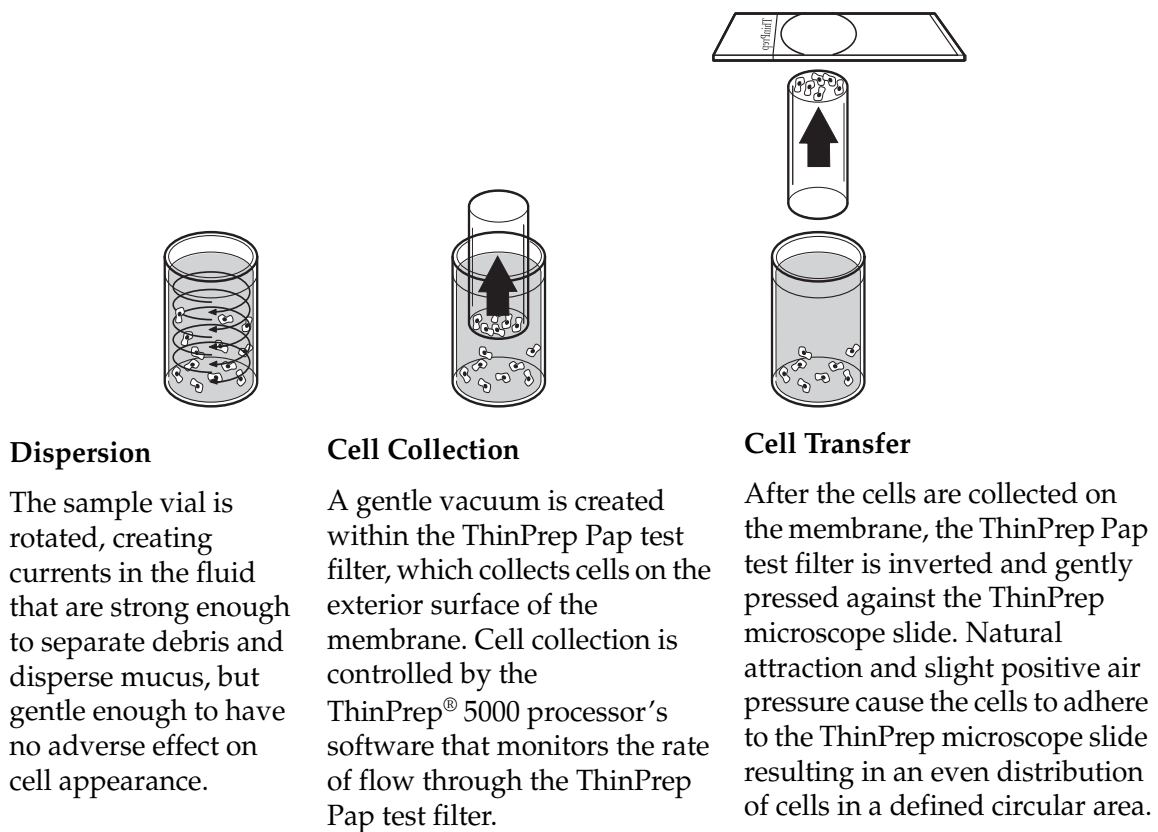 ThinPrep
Dispersion
The sample vial is
rotated, creating
currents in the fluid
that are strong enough
to separate debris and
disperse mucus, but
gentle enough to have
no adverse effect on
cell appearance.
Cell Collection
A gentle vacuum is created
within the ThinPrep Pap test
filter, which collects cells on the
exterior surface of the
membrane. Cell collection is
controlled by the
ThinPrep® 5000 processor’s
software that monitors the rate
of flow through the ThinPrep
Pap test filter.
Cell Transfer
After the cells are collected on
the membrane, the ThinPrep Pap
test filter is inverted and gently
pressed against the ThinPrep
microscope slide. Natural
attraction and slight positive air
pressure cause the cells to adhere
to the ThinPrep microscope slide
resulting in an even distribution
of cells in a defined circular area.